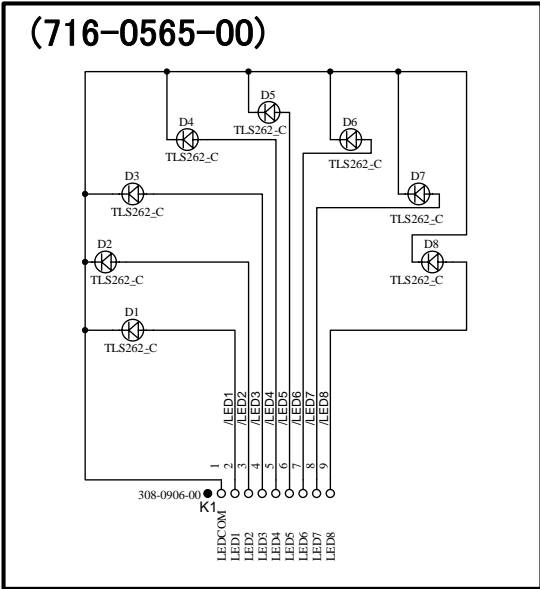 (716-0565-00)
D5
TLS262_C
D4
TLS262_C
D6
TLS262_C
D3
TLS262_C
D7
TLS262_C
D2
TLS262_C
D8
TLS262_C
D1
TLS262_C
/LED1
/LED2
/LED3
/LED4
/LED5
/LED6
/LED7
/LED8
1
2
3
4
5
6
7
8
9
308-0906-00
K1
LEDCOM
LED1
LED2
LED3
LED4
LED5
LED6
LED7
LED8